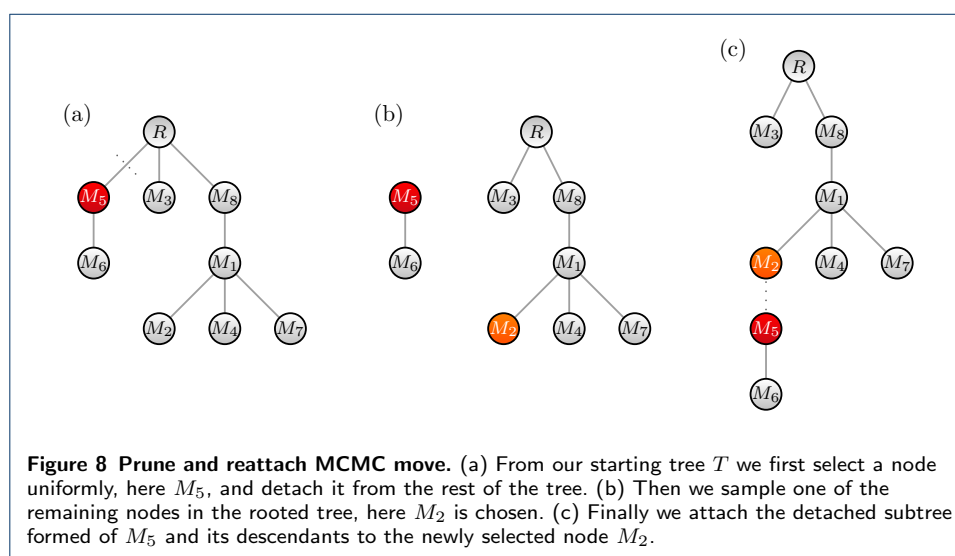 (a)
R
M₅
M₃
M₈
M₆
M₁
M₂
M₄
M₇
(b)
R
M₅
M₃
M₈
M₆
M₁
M₂
M₄
M₇
(c)
R
M₃
M₈
M₁
M₂
M₄
M₇
M₅
M₆
Figure 8 Prune and reattach MCMC move. (a) From our starting tree T we first select a node
uniformly, here M₅, and detach it from the rest of the tree. (b) Then we sample one of the
remaining nodes in the rooted tree, here M₂ is chosen. (c) Finally we attach the detached subtree
formed of M₅ and its descendants to the newly selected node M₂.